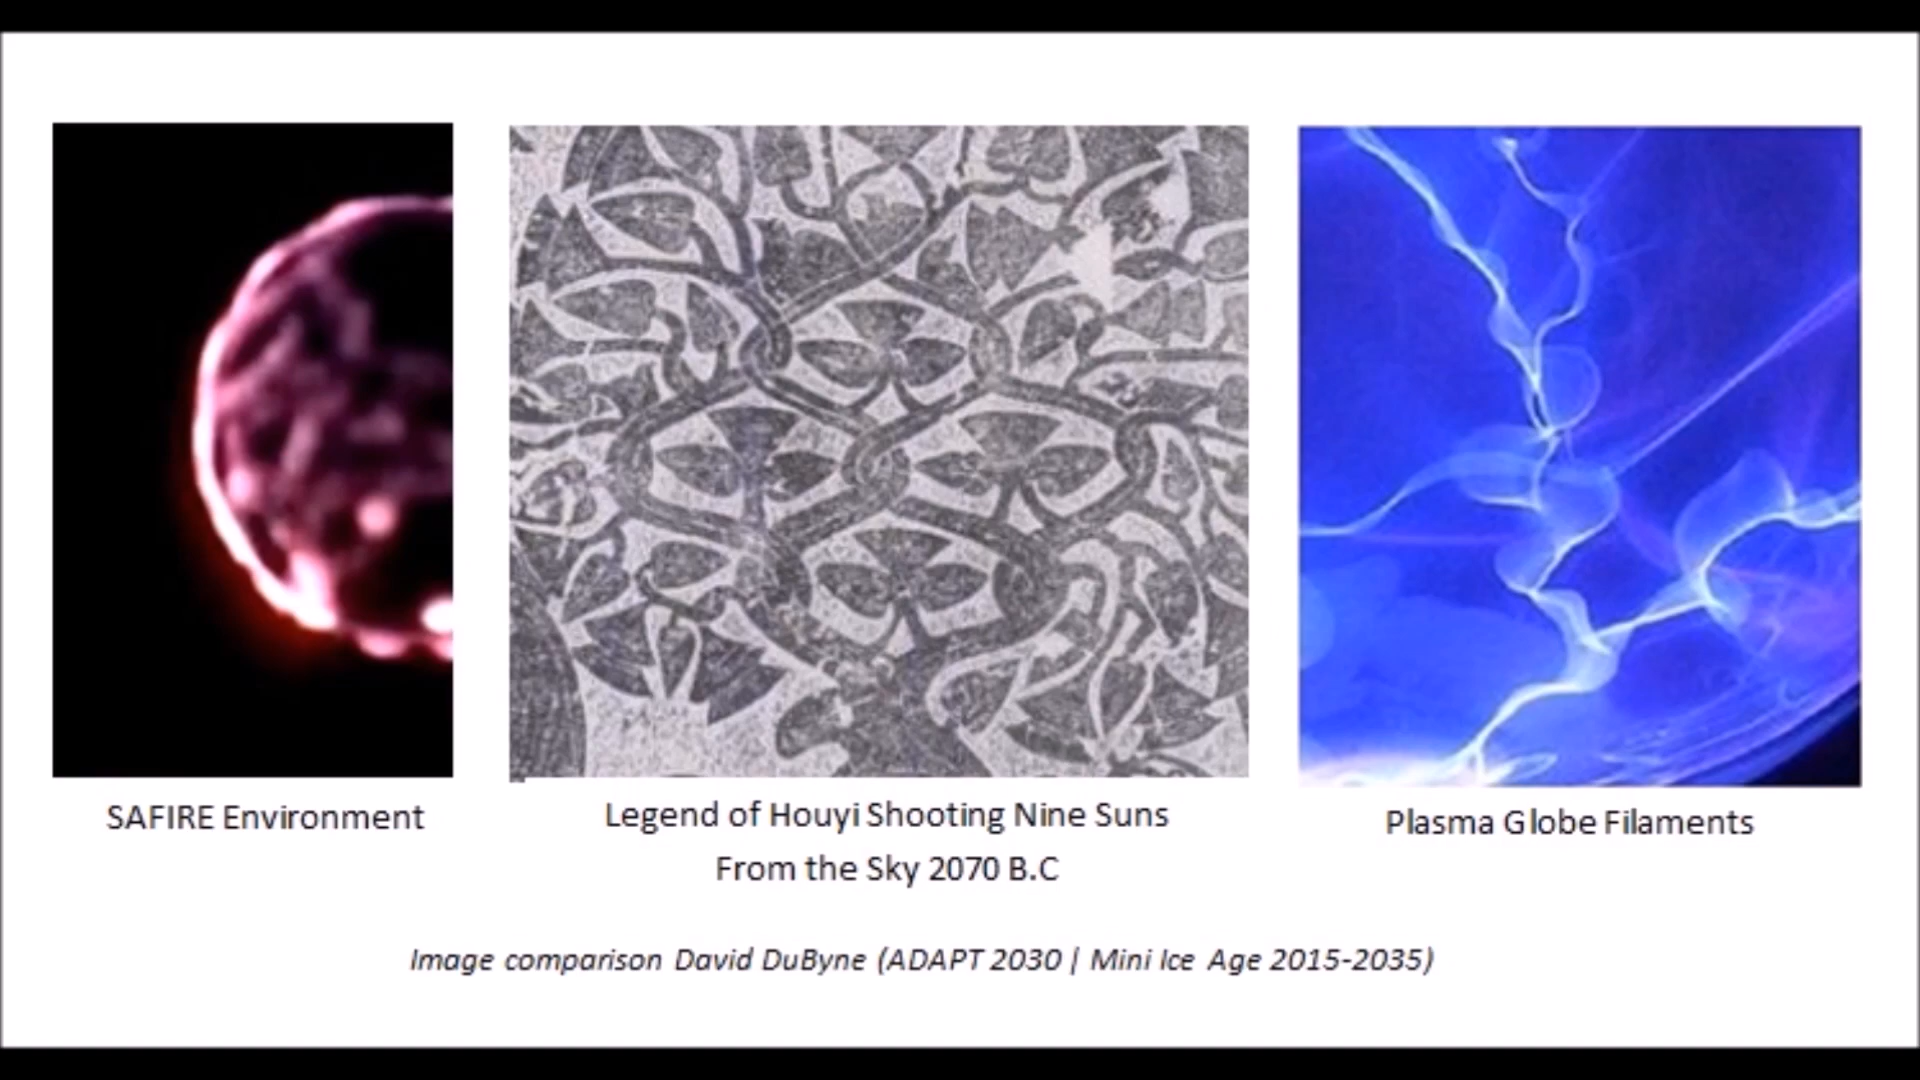 SAFIRE Environment
Legend of Houyi Shooting Nine Suns
From the Sky 2070 B.C
Plasma Globe Filaments
Image comparison David DuByne (ADAPT 2030 | Mini Ice Age 2015-2035)